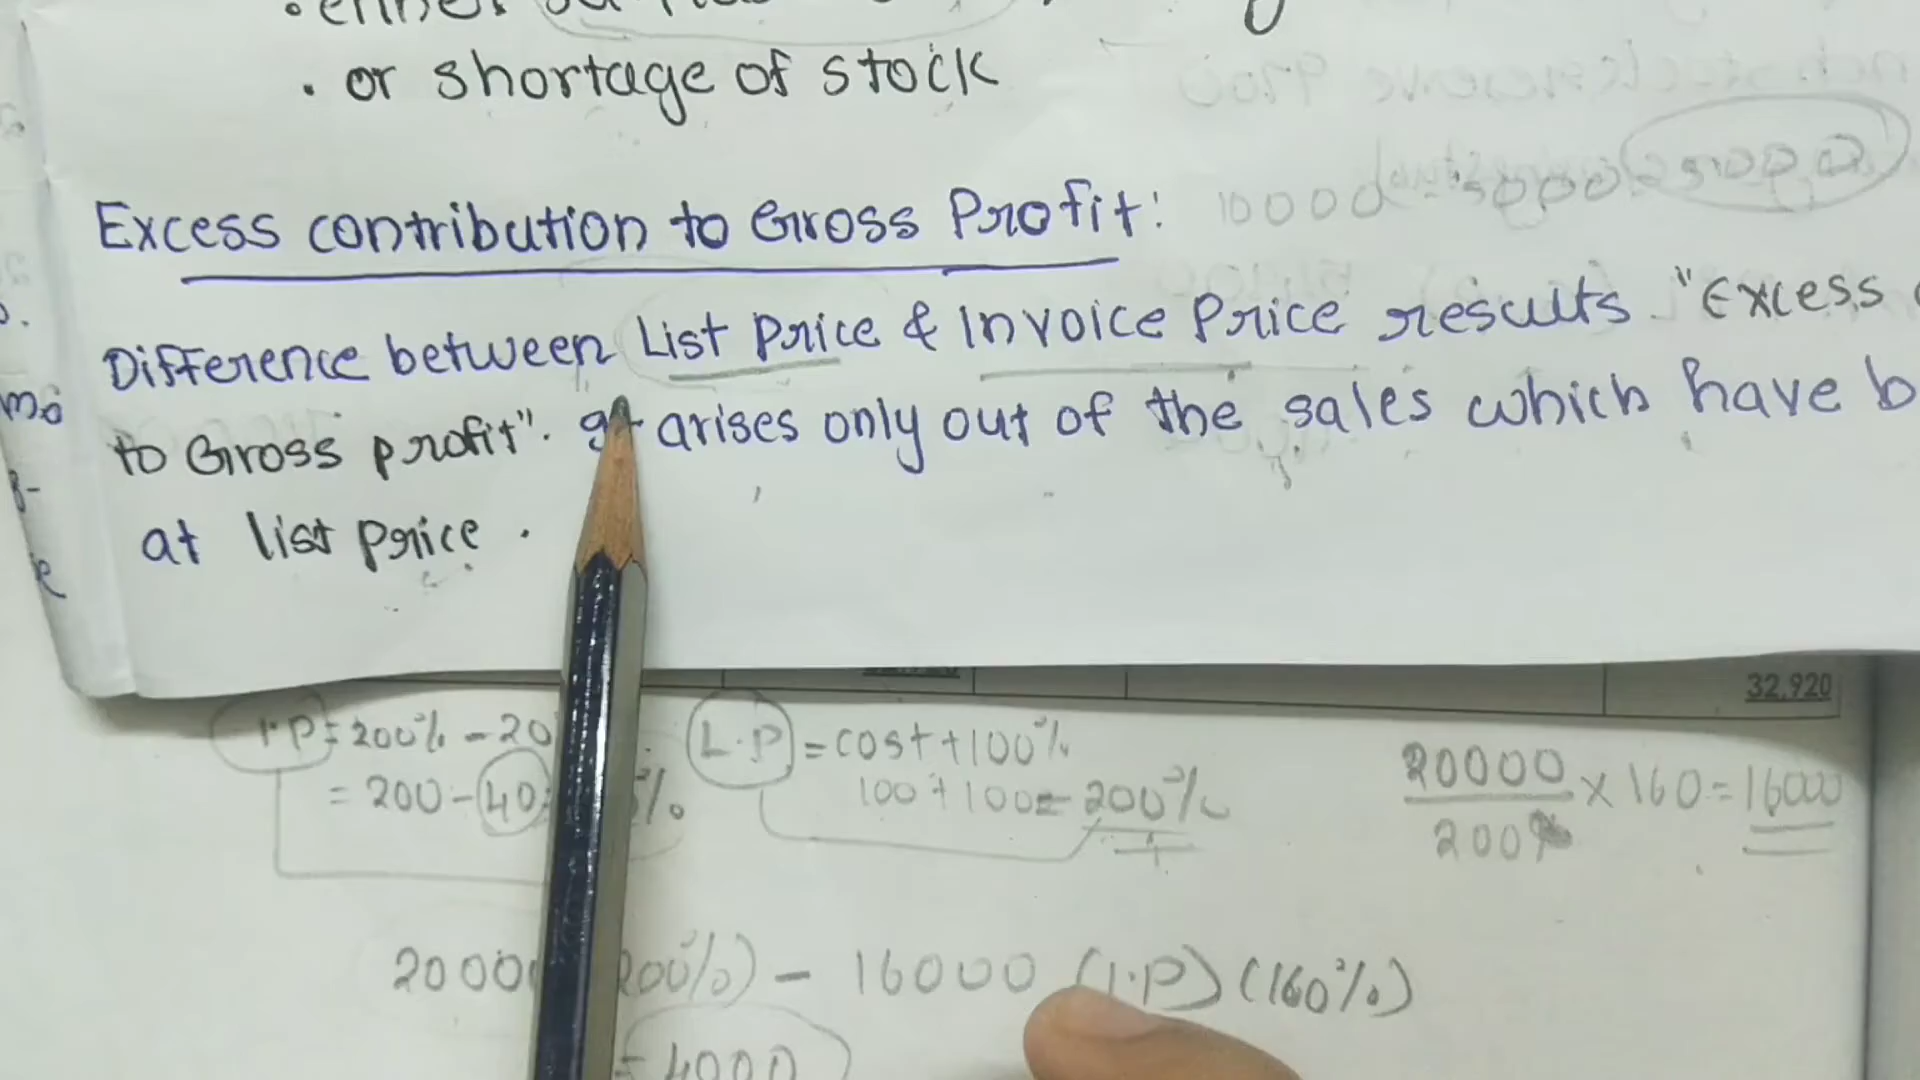 . or shortage of stock
Excess contribution to Gross Profit:
Difference between List Price & Invoice Price results "Excess
to Gross profit". It arises only out of the sales which have b
at list price.
32,920
I.P = 200% - 20
= 200 - 40 %
L.P = cost + 100%
100 + 100 = 200%
20000 / 200% x 160 = 16000
2000 200%) - 16000 (I.P) (160%)
= 4000